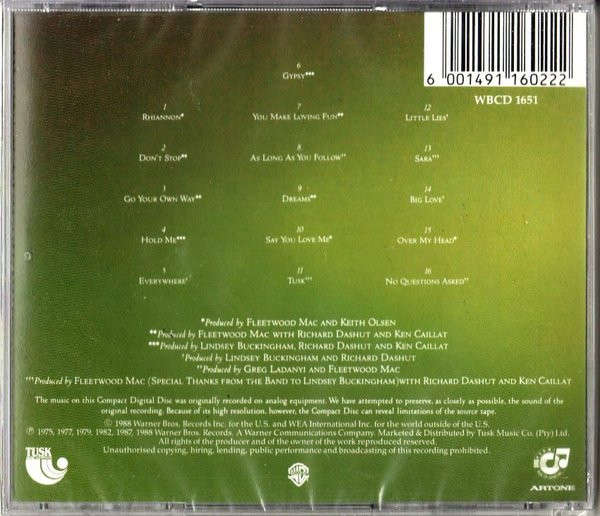 6
GYPSY***
1
RHIANNON*
2
DON'T STOP**
3
GO YOUR OWN WAY**
4
HOLD ME***
5
EVERYWHERE†
7
YOU MAKE LOVING FUN**
8
AS LONG AS YOU FOLLOW††
9
DREAMS**
10
SAY YOU LOVE ME*
11
TUSK†††
12
LITTLE LIES†
13
SARA†††
14
BIG LOVE†
15
OVER MY HEAD*
16
NO QUESTIONS ASKED††
6 001491 160222
WBCD 1651
*Produced by FLEETWOOD MAC AND KEITH OLSEN
**Produced by FLEETWOOD MAC WITH RICHARD DASHUT AND KEN CAILLAT
***Produced by LINDSEY BUCKINGHAM, RICHARD DASHUT AND KEN CAILLAT
†Produced by LINDSEY BUCKINGHAM AND RICHARD DASHUT
††Produced by GREG LADANYI AND FLEETWOOD MAC
†††Produced by FLEETWOOD MAC (SPECIAL THANKS FROM THE BAND TO LINDSEY BUCKINGHAM)WITH RICHARD DASHUT AND KEN CAILLAT
The music on this Compact Digital Disc was originally recorded on analog equipment. We have attempted to preserve, as closely as possible, the sound of
the original recording. Because of its high resolution, however, the Compact Disc can reveal limitations of the source tape.
© 1988 Warner Bros. Records Inc. for the U.S. and WEA International Inc. for the world outside of the U.S.
℗ 1975, 1977, 1979, 1982, 1987, 1988 Warner Bros. Records. A Warner Communications Company. Marketed & Distributed by Tusk Music Co. (Pty) Ltd.
All rights of the producer and of the owner of the work reproduced reserved.
Unauthorised copying, hiring, lending, public performance and broadcasting of this recording prohibited.
TUSK
ARTONE